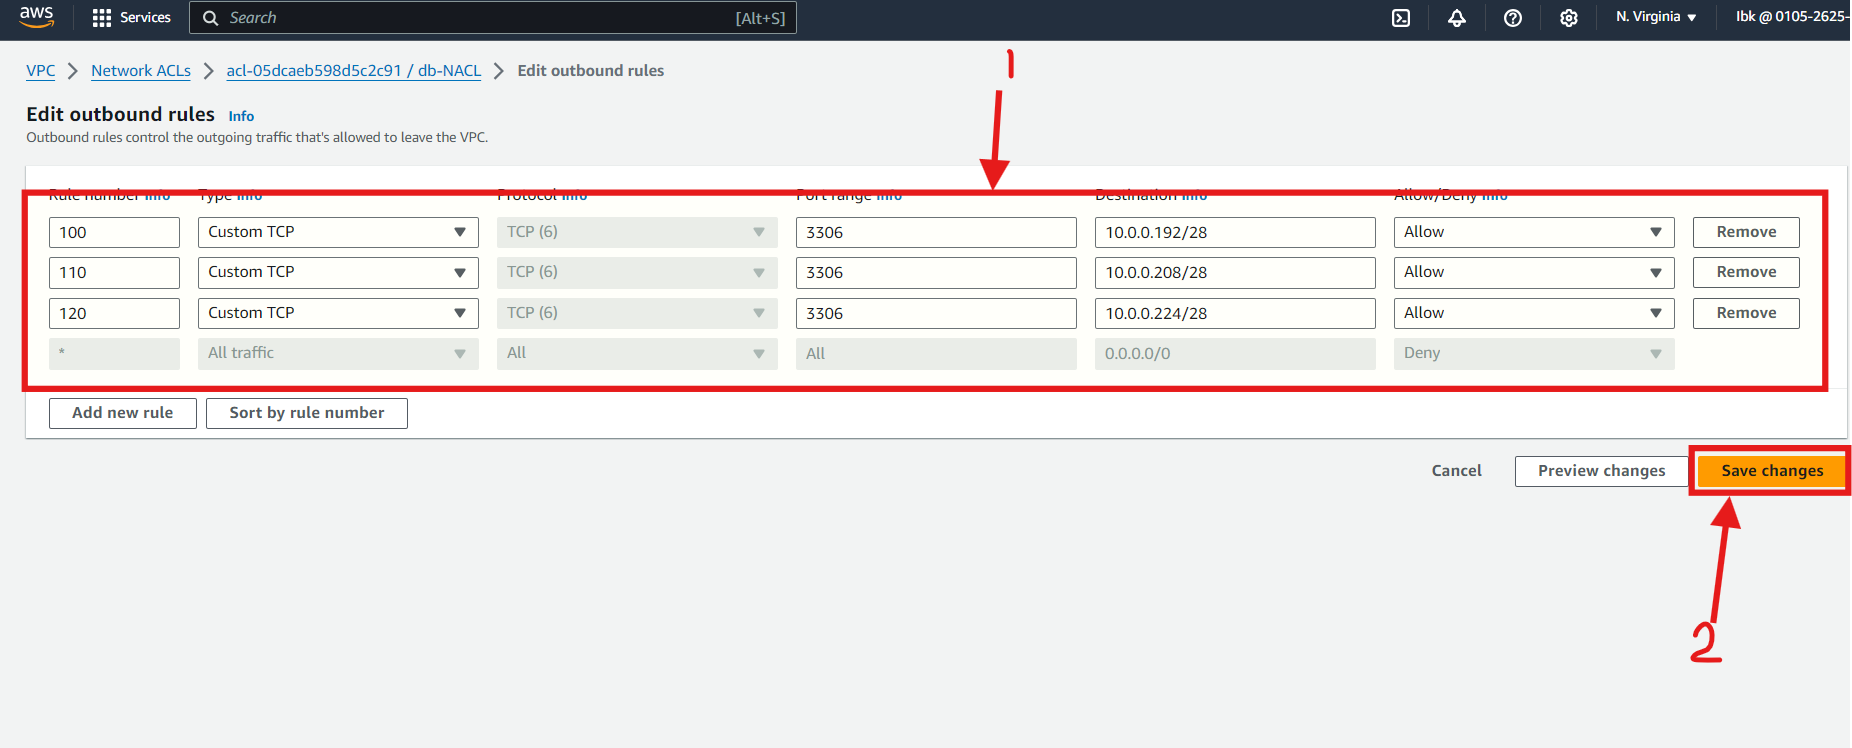 aws Services Search [Alt+S] N. Virginia Ibk @ 0105-2625-
1
VPC Network ACLs acl-05dcaeb598d5c2c91 / db-NACL Edit outbound rules
Edit outbound rules Info
Outbound rules control the outgoing traffic that's allowed to leave the VPC.
Rule number Info Type Info Protocol Info Port range Info Destination Info Allow/Deny Info
100 Custom TCP TCP (6) 3306 10.0.0.192/28 Allow Remove
110 Custom TCP TCP (6) 3306 10.0.0.208/28 Allow Remove
120 Custom TCP TCP (6) 3306 10.0.0.224/28 Allow Remove
* All traffic All All 0.0.0.0/0 Deny
Add new rule Sort by rule number
Cancel Preview changes Save changes
2